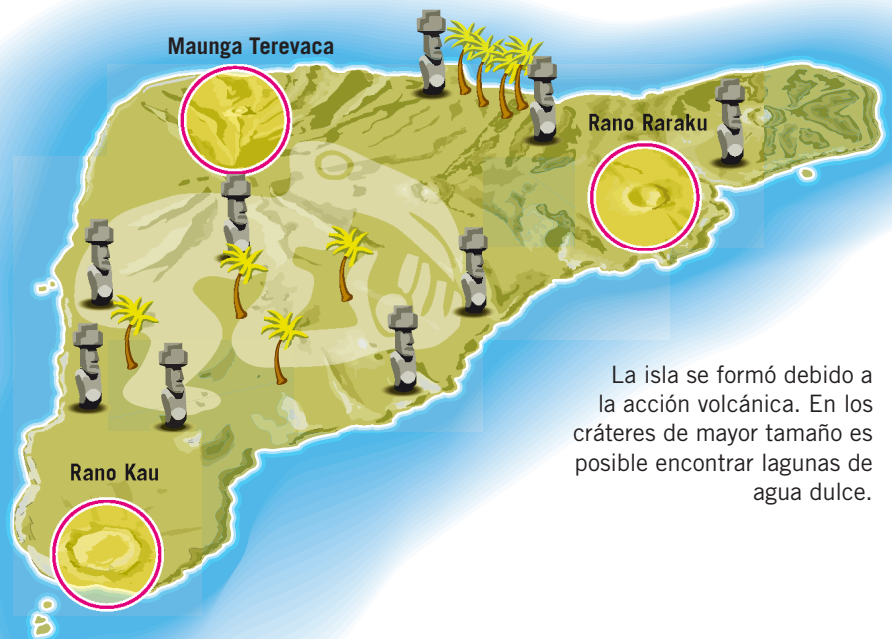 Maunga Terevaca
Rano Raraku
La isla se formó debido a
la acción volcánica. En los
cráteres de mayor tamaño es
posible encontrar lagunas de
agua dulce.
Rano Kau